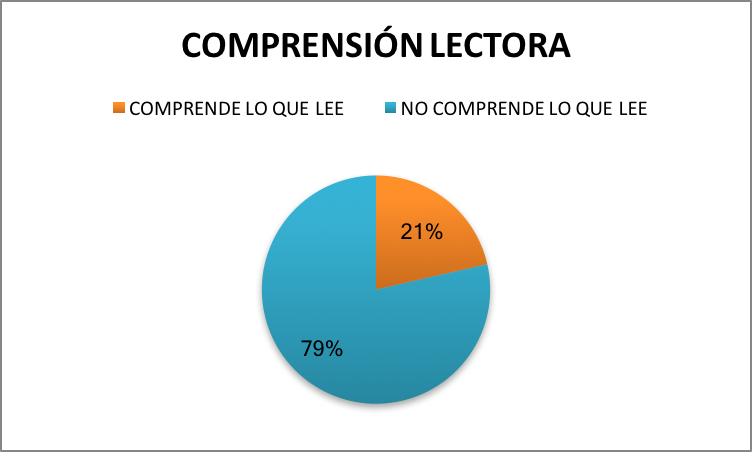 COMPRENSIÓN LECTORA
COMPRENDE LO QUE LEE NO COMPRENDE LO QUE LEE
21%
79%